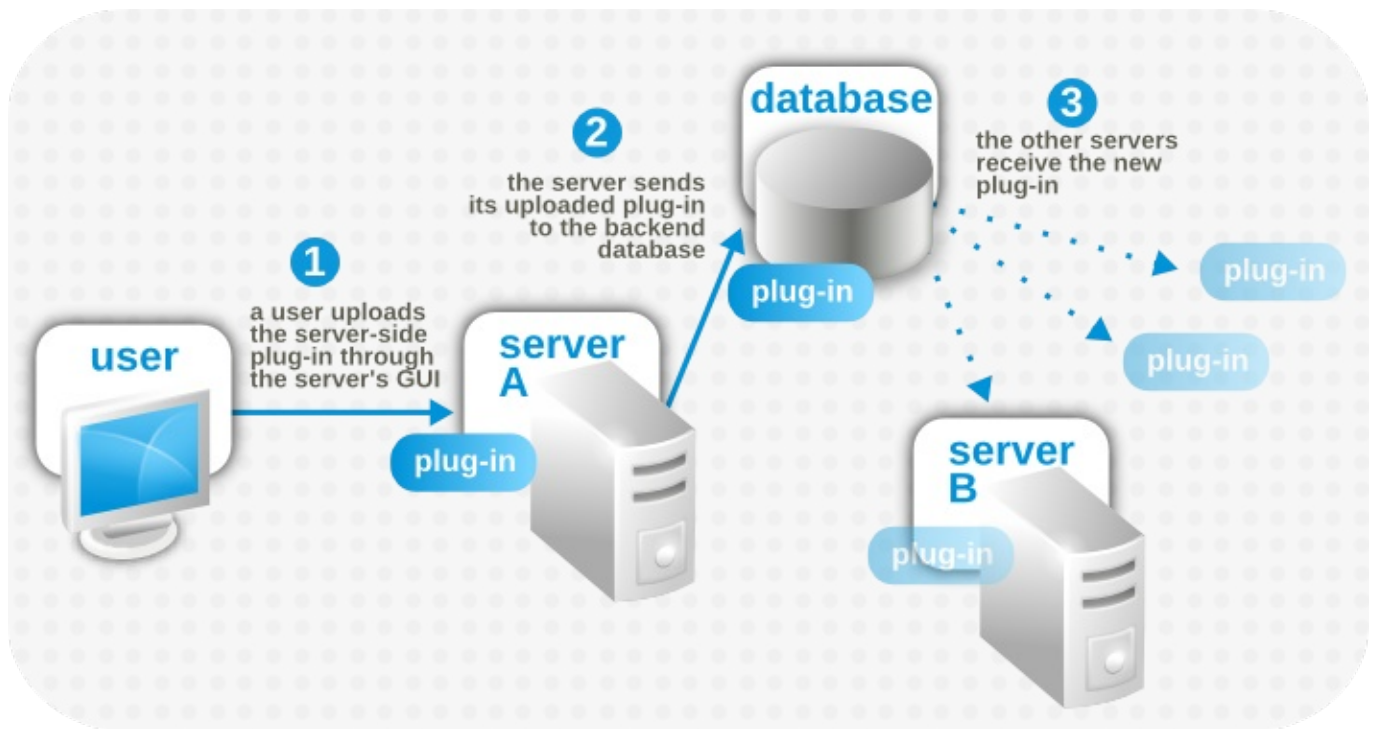 user
1
a user uploads
the server-side
plug-in through
the server's GUI
server
A
plug-in
2
the server sends
its uploaded plug-in
to the backend
database
database
plug-in
3
the other servers
receive the new
plug-in
plug-in
plug-in
server
B
plug-in